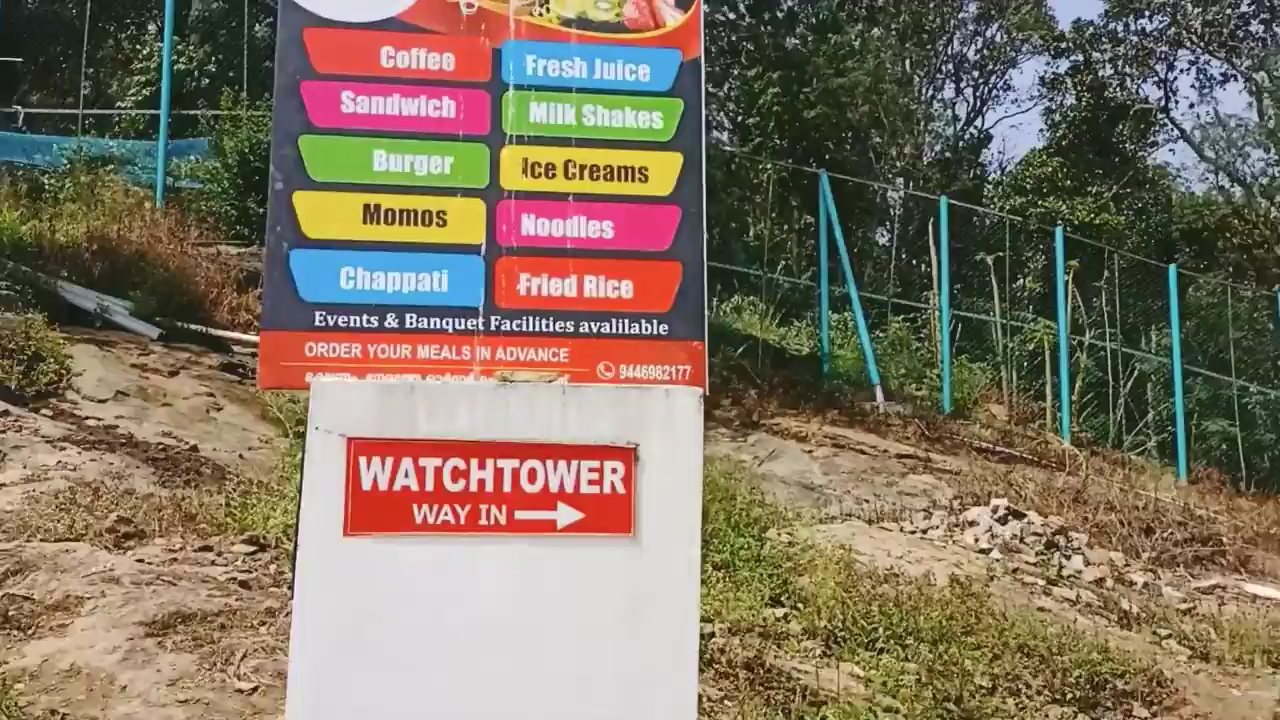 Coffee
Fresh Juice
Sandwich
Milk Shakes
Burger
Ice Creams
Momos
Noodles
Chappati
Fried Rice
Events & Banquet Facilities avalilable
ORDER YOUR MEALS IN ADVANCE
9446982177
WATCHTOWER
WAY IN